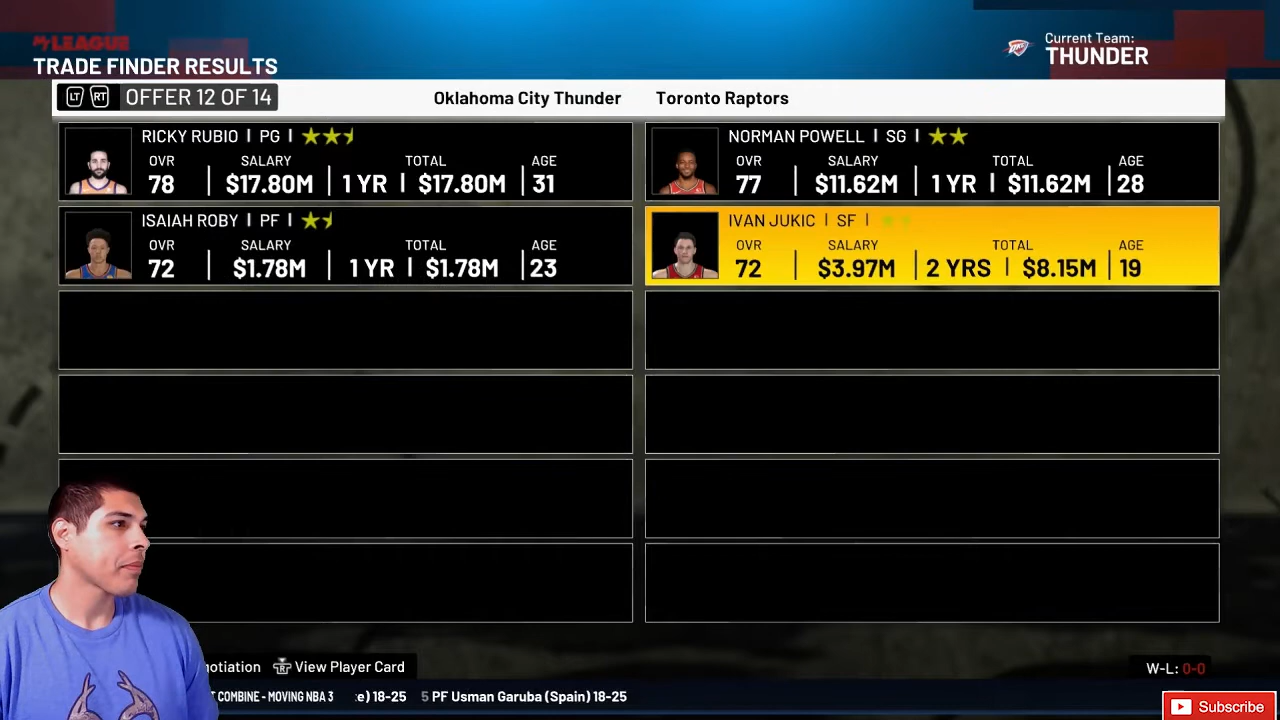 MYLEAGUE
TRADE FINDER RESULTS
OKC
Current Team:
THUNDER
LT RT OFFER 12 OF 14
Oklahoma City Thunder
Toronto Raptors
RICKY RUBIO | PG |
OVR SALARY TOTAL AGE
78 | $17.80M | 1 YR | $17.80M | 31
NORMAN POWELL | SG |
OVR SALARY TOTAL AGE
77 | $11.62M | 1 YR | $11.62M | 28
ISAIAH ROBY | PF |
OVR SALARY TOTAL AGE
72 | $1.78M | 1 YR | $1.78M | 23
IVAN JUKIC | SF |
OVR SALARY TOTAL AGE
72 | $3.97M | 2 YRS | $8.15M | 19
otiation R View Player Card
W-L: 0-0
T COMBINE - MOVING NBA 3 :e) 18-25 5 PF Usman Garuba (Spain) 18-25
Subscribe